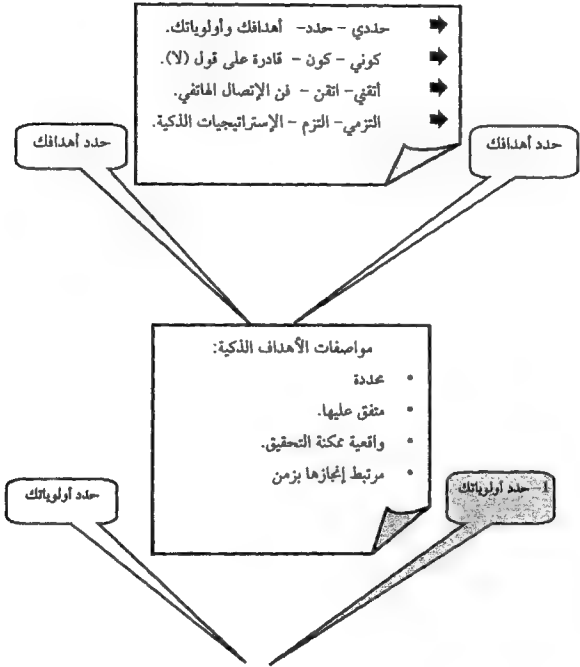 حددي – حدد – أهدافك وأولوياتك.
كوني – كون – قادرة على قول (لا).
أتقني – اتقن – فن الإتصال الهاتفي.
التزمي – التزم – الإستراتيجيات الذكية.
حدد أهدافك
حدد أهدافك
مواصفات الأهداف الذكية:
• محددة
• متفق عليها.
• واقعية ممكنة التحقيق.
• مرتبط إنجازها بزمن
1 – حدد أولوياتك
حدد أولوياتك